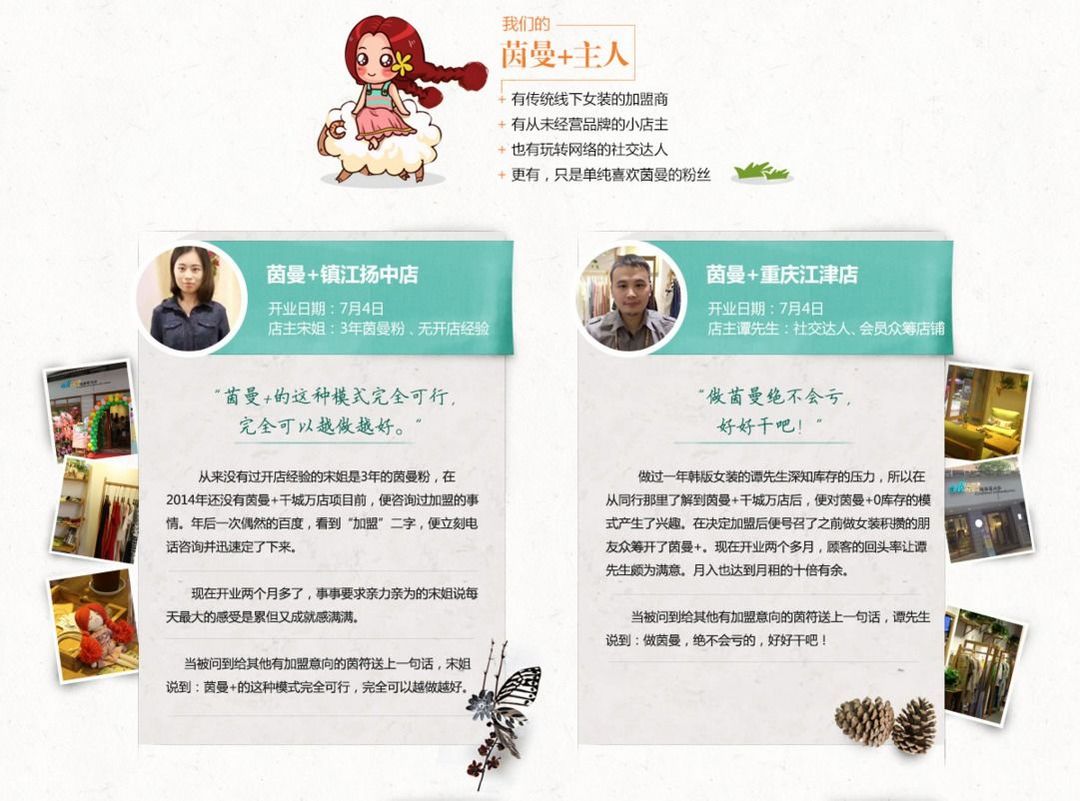 我们的
茵曼+主人
+ 有传统线下女装的加盟商
+ 有从未经营品牌的小店主
+ 也有玩转网络的社交达人
+ 更有，只是单纯喜欢茵曼的粉丝
茵曼+镇江扬中店
开业日期：7月4日
店主宋姐：3年茵曼粉、无开店经验
“茵曼+的这种模式完全可行，
完全可以越做越好。”
从来没有过开店经验的宋姐是3年的茵曼粉，在
2014年还没有茵曼+千城万店项目前，便咨询过加盟的事
情。年后一次偶然的百度，看到“加盟”二字，便立刻电
话咨询并迅速定了下来。
现在开业两个月多了，事事要求亲力亲为的宋姐说每
天最大的感受是累但又成就感满满。
当被问到给其他有加盟意向的茵符送上一句话，宋姐
说到：茵曼+的这种模式完全可行，完全可以越做越好。
茵曼+重庆江津店
开业日期：7月4日
店主谭先生：社交达人、会员众筹店铺
“做茵曼绝不会亏，
好好干吧！”
做过一年韩版女装的谭先生深知库存的压力，所以在
从同行那里了解到茵曼+千城万店后，便对茵曼+0库存的模
式产生了兴趣。在决定加盟后便号召了之前做女装积攒的朋
友众筹开了茵曼+。现在开业两个多月，顾客的回头率让谭
先生颇为满意。月入也达到月租的十倍有余。
当被问到给其他有加盟意向的茵符送上一句话，谭先生
说到：做茵曼，绝不会亏的，好好干吧！